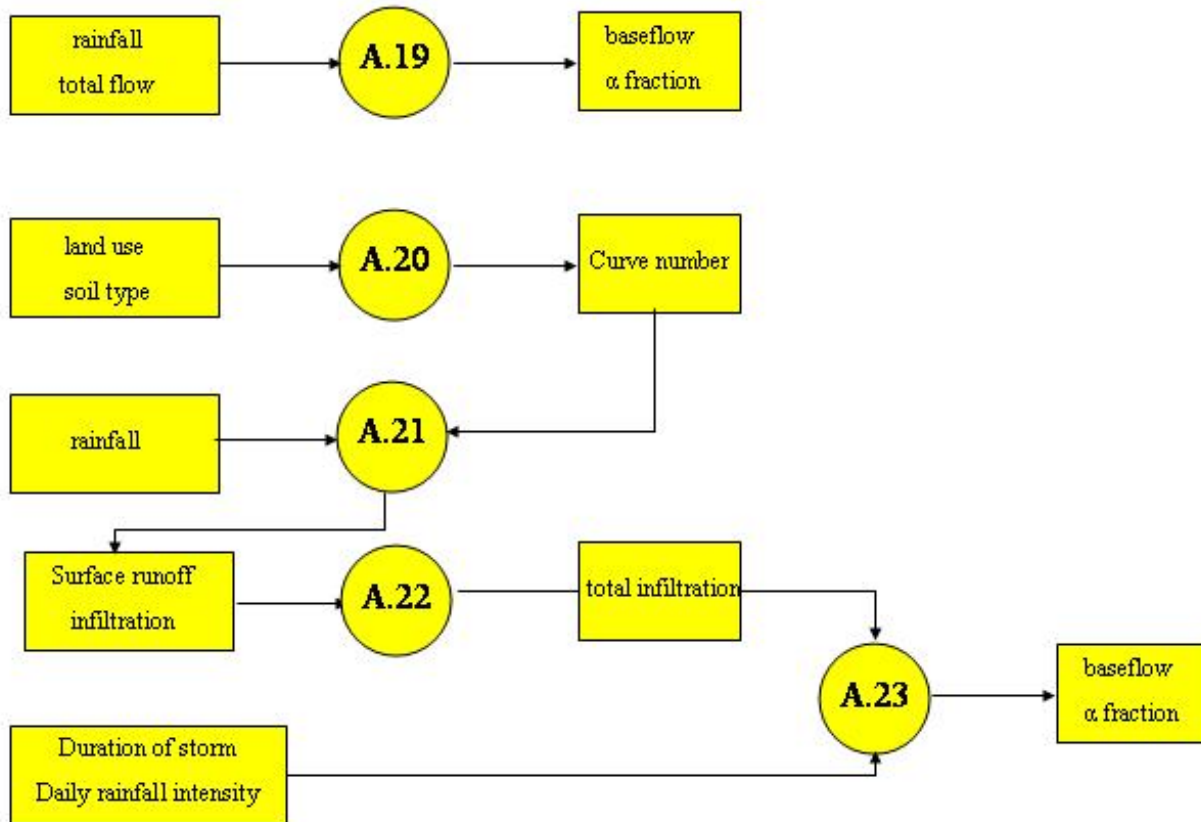 rainfall
total flow
A.19
baseflow
α fraction
land use
soil type
A.20
Curve number
rainfall
A.21
Surface runoff
infiltration
A.22
total infiltration
A.23
baseflow
α fraction
Duration of storm
Daily rainfall intensity